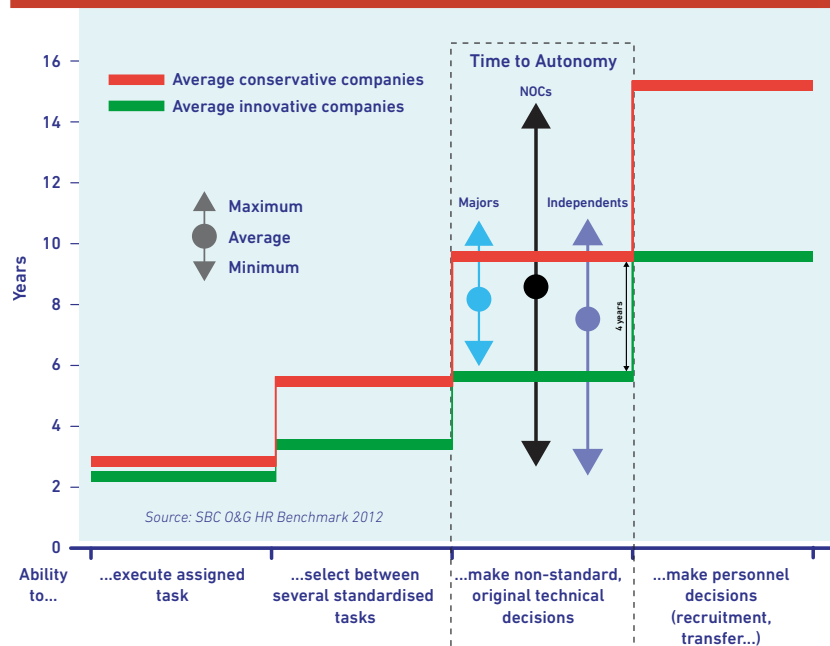 Time to Autonomy
Average conservative companies
Average innovative companies
NOCs
Majors
Independents
Maximum
Average
Minimum
4 years
Years
16
14
12
10
8
6
4
2
0
Source: SBC O&G HR Benchmark 2012
Ability
to...
...execute assigned
task
...select between
several standardised
tasks
...make non-standard,
original technical
decisions
...make personnel
decisions
(recruitment,
transfer...)